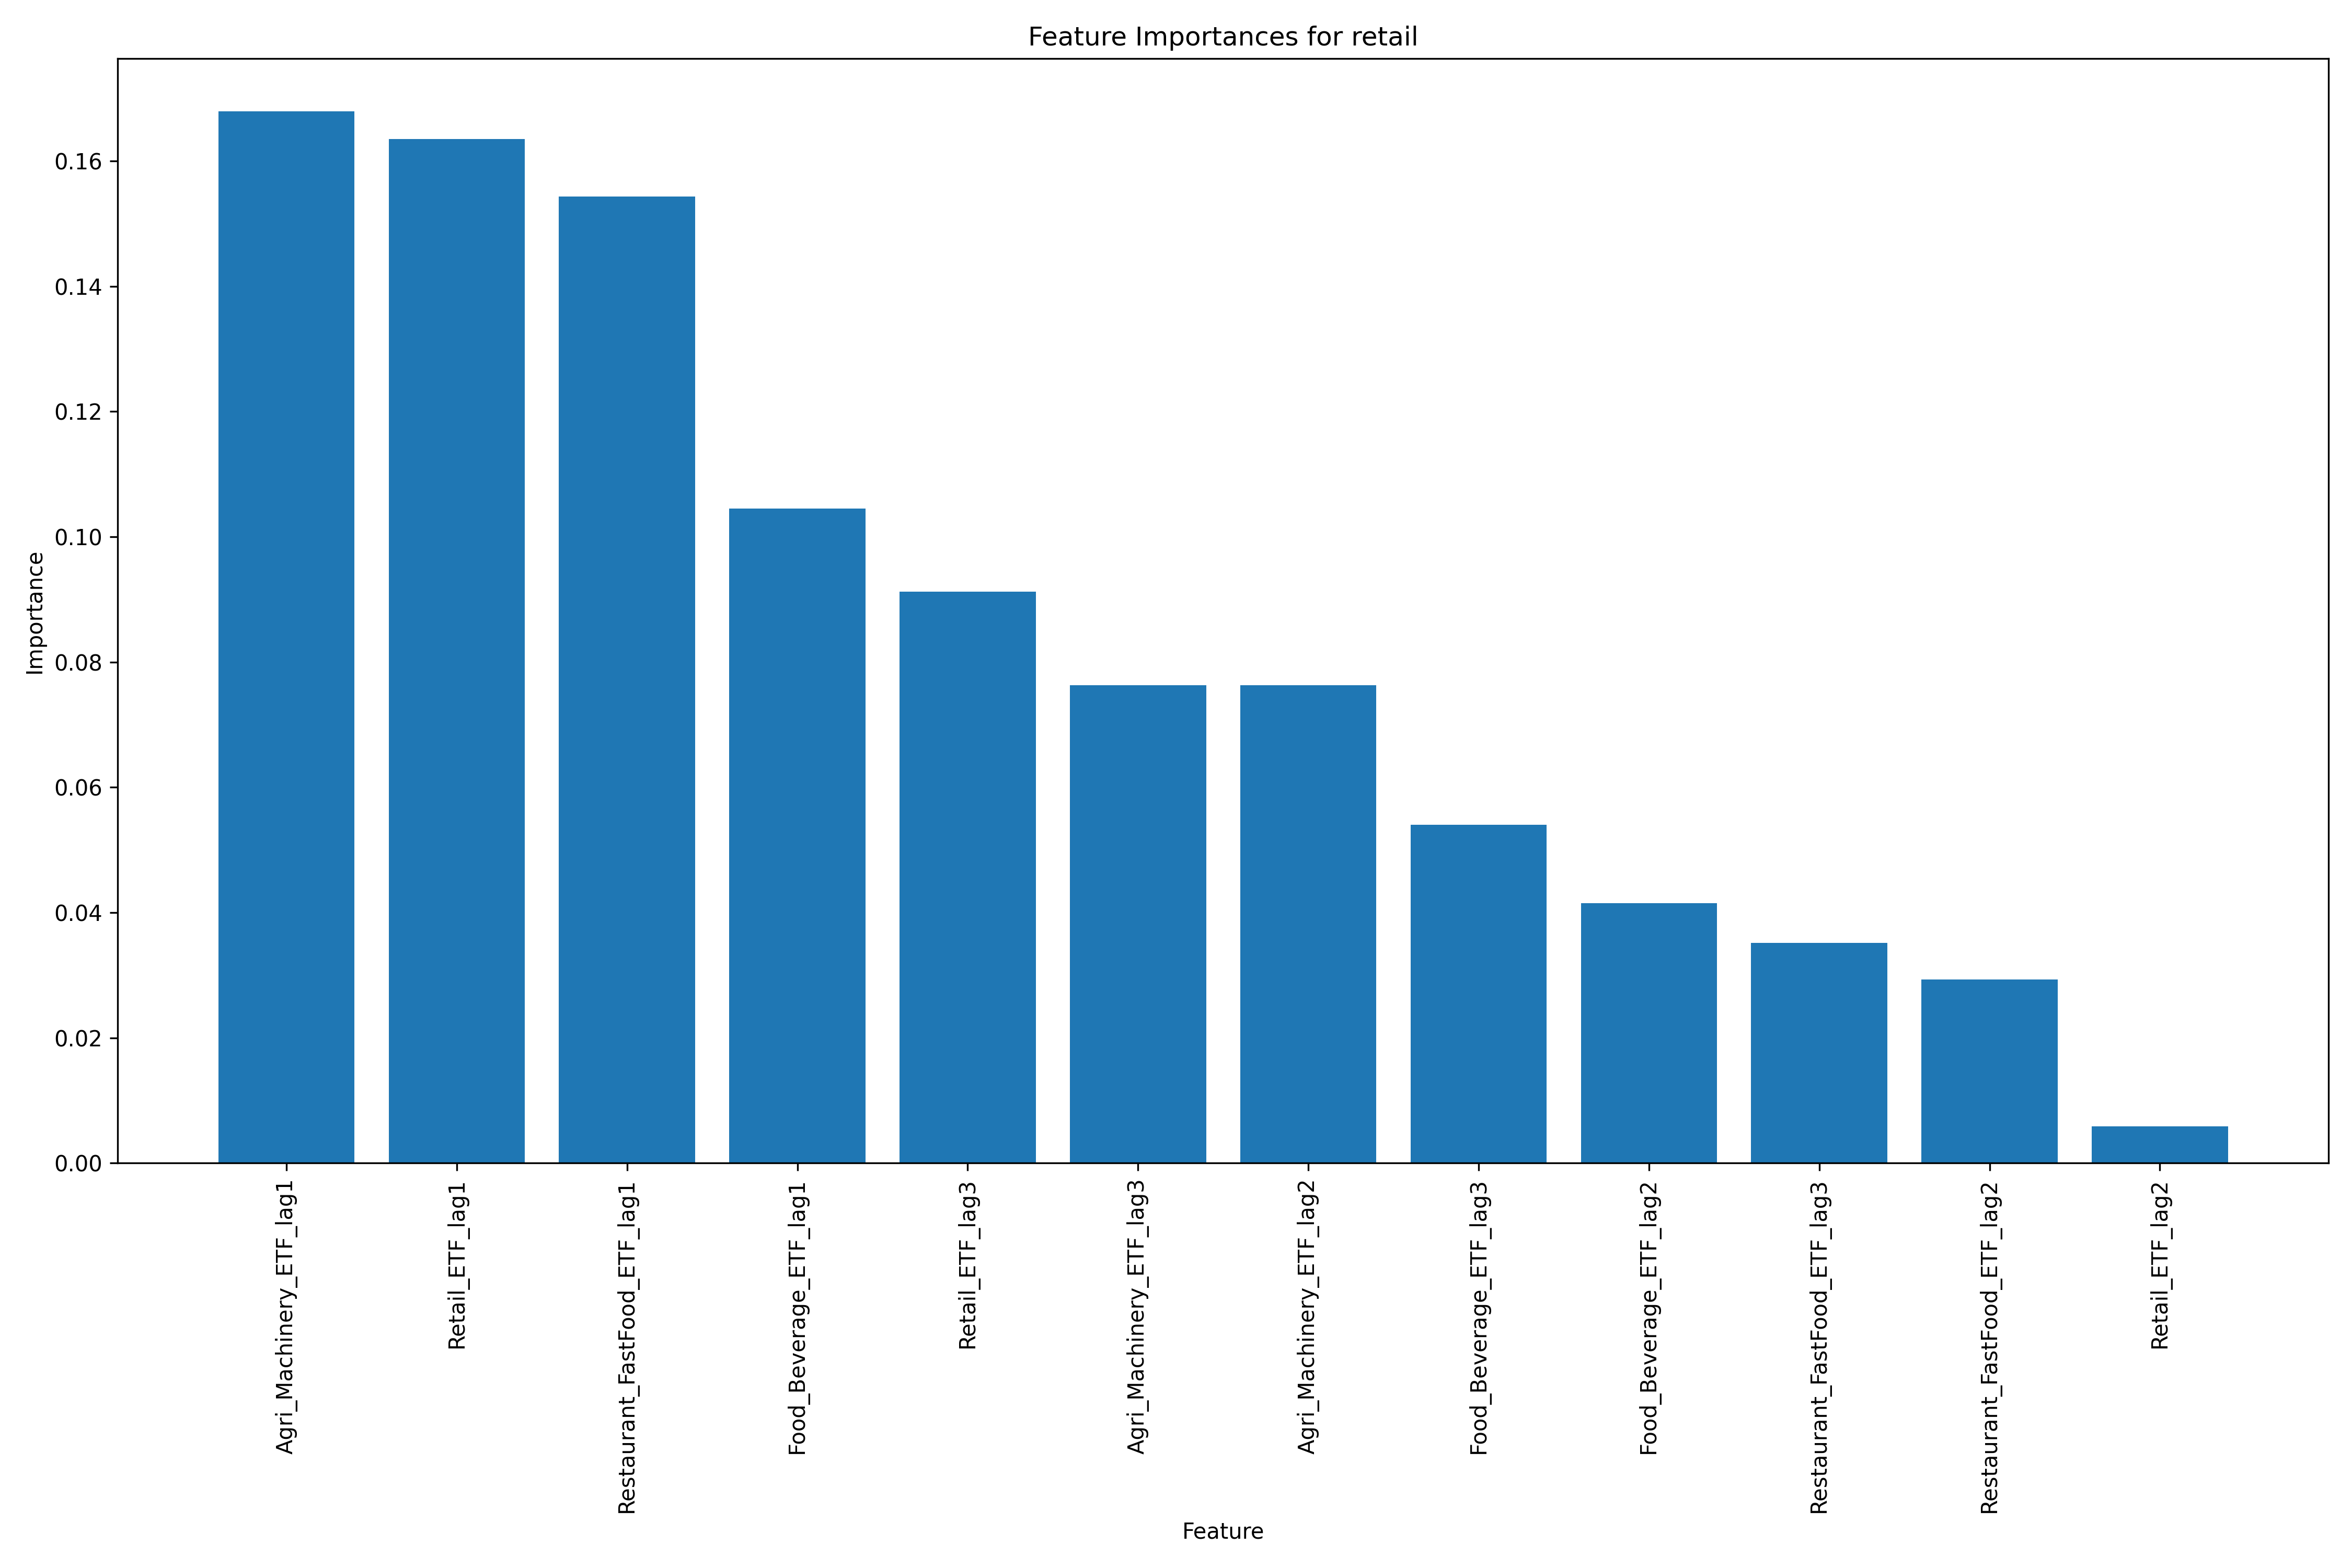 Feature Importances for retail
Importance
0.16
0.14
0.12
0.10
0.08
0.06
0.04
0.02
0.00
Agri_Machinery_ETF_lag1
Retail_ETF_lag1
Restaurant_FastFood_ETF_lag1
Food_Beverage_ETF_lag1
Retail_ETF_lag3
Agri_Machinery_ETF_lag3
Agri_Machinery_ETF_lag2
Food_Beverage_ETF_lag3
Food_Beverage_ETF_lag2
Restaurant_FastFood_ETF_lag3
Restaurant_FastFood_ETF_lag2
Retail_ETF_lag2
Feature